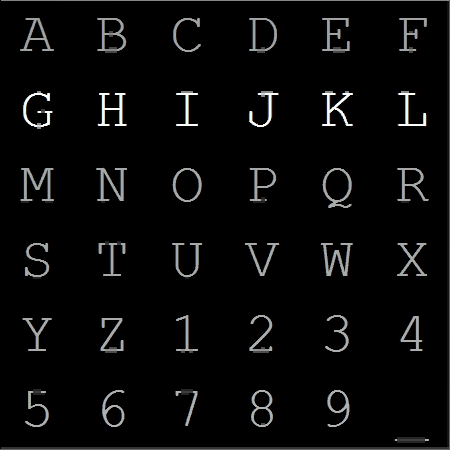 A B C D E F
G H I J K L
M N O P Q R
S T U V W X
Y Z 1 2 3 4
5 6 7 8 9 _